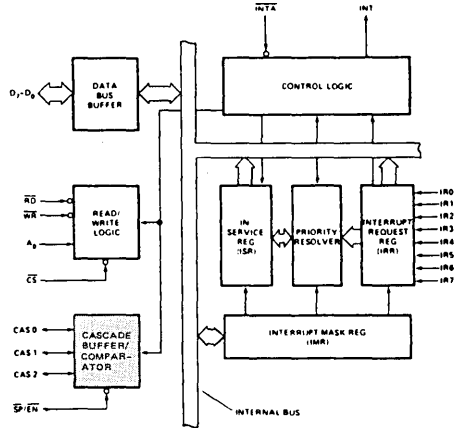 INTA
INT
D7-D0
DATA
BUS
BUFFER
CONTROL LOGIC
RD
WR
A0
CS
READ/
WRITE
LOGIC
IN
SERVICE
REG
(ISR)
PRIORITY
RESOLVER
INTERRUPT
REQUEST
REG
(IRR)
IR0
IR1
IR2
IR3
IR4
IR5
IR6
IR7
CAS 0
CAS 1
CAS 2
SP/EN
CASCADE
BUFFER/
COMPAR-
ATOR
INTERRUPT MASK REG
(IMR)
INTERNAL BUS